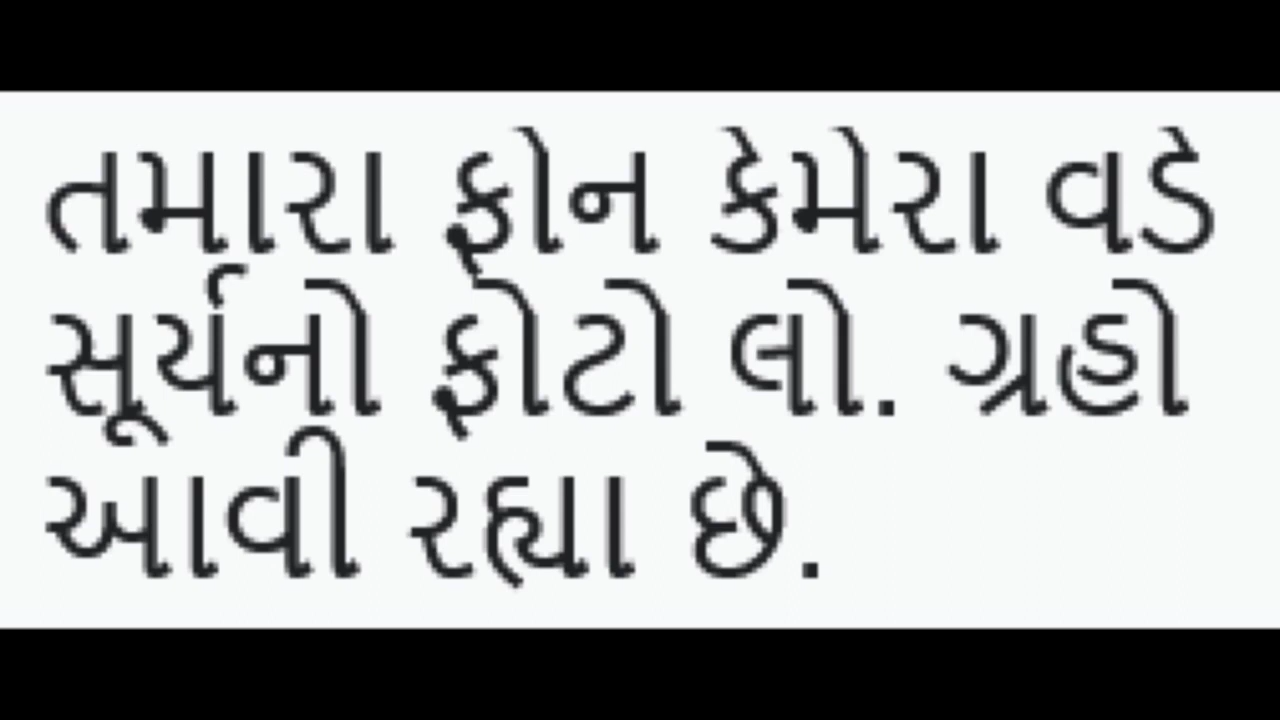 તમારા ફોન કેમેરા વડે
સૂર્યનો ફોટો લો. ગ્રહો
આવી રહ્યા છે.